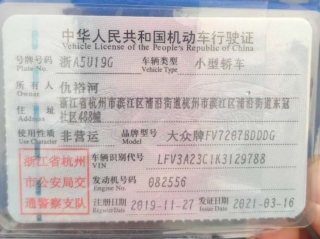 中华人民共和国机动车行驶证
Vehicle License of the People's Republic of China
号牌号码 浙A5U19G 车辆类型 小型轿车
Plate No. Vehicle Type
所有人 仇裕河
Owner
住址 浙江省杭州市滨江区浦沿街道杭州市滨江区浦沿街道东冠
Address 社区488幢
使用性质 非营运 品牌型号 大众牌FV7207BDDDG
Use Character Model
浙江省杭州 车辆识别代号 LFV3A23C1K3129788
VIN
市公安局交 发动机号码 082556
Engine No.
通警察支队 注册日期 2019-11-27 发证日期 2021-03-16
Register Date Issue Date